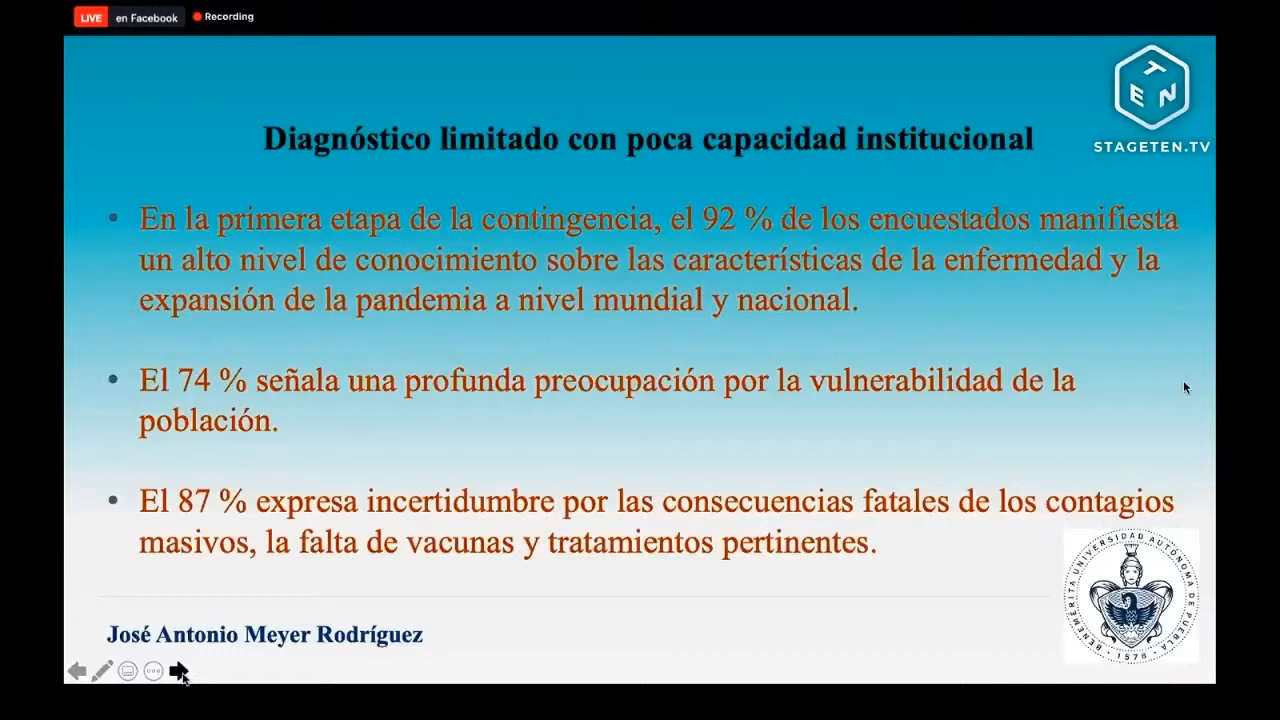 LIVE en Facebook Recording
TEN
STAGETEN.TV
Diagnóstico limitado con poca capacidad institucional
• En la primera etapa de la contingencia, el 92 % de los encuestados manifiesta
un alto nivel de conocimiento sobre las características de la enfermedad y la
expansión de la pandemia a nivel mundial y nacional.
• El 74 % señala una profunda preocupación por la vulnerabilidad de la
población.
• El 87 % expresa incertidumbre por las consecuencias fatales de los contagios
masivos, la falta de vacunas y tratamientos pertinentes.
BENEMÉRITA UNIVERSIDAD AUTÓNOMA DE PUEBLA
1578
José Antonio Meyer Rodríguez